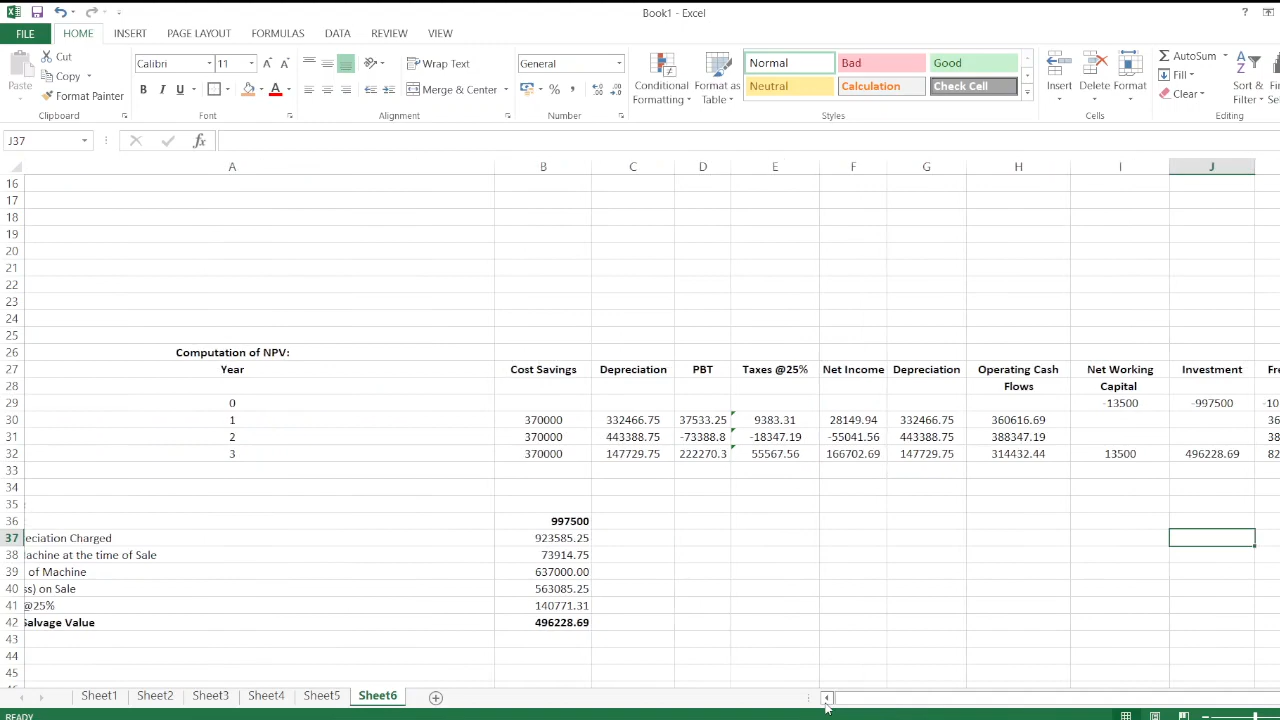 Book1 - Excel
FILE HOME INSERT PAGE LAYOUT FORMULAS DATA REVIEW VIEW
Paste Cut Copy Format Painter
Calibri 11
B I U A
Wrap Text
Merge & Center
General
% ,
Conditional Formatting
Format as Table
Normal Bad Good
Neutral Calculation Check Cell
Insert Delete Format
AutoSum
Fill
Clear
Sort & Filter
Clipboard Font Alignment Number Styles Cells Editing
J37 fx
A B C D E F G H I J
16
17
18
19
20
21
22
23
24
25
26 Computation of NPV:
27 Year Cost Savings Depreciation PBT Taxes @25% Net Income Depreciation Operating Cash Net Working Investment Fre
28 Flows Capital
29 0 -13500 -997500 -10
30 1 370000 332466.75 37533.25 9383.31 28149.94 332466.75 360616.69 36
31 2 370000 443388.75 -73388.8 -18347.19 -55041.56 443388.75 388347.19 38
32 3 370000 147729.75 222270.3 55567.56 166702.69 147729.75 314432.44 13500 496228.69 82
33
34
35
36 997500
37 eciation Charged 923585.25
38 achine at the time of Sale 73914.75
39 of Machine 637000.00
40 ss) on Sale 563085.25
41 @25% 140771.31
42 Salvage Value 496228.69
43
44
45
Sheet1 Sheet2 Sheet3 Sheet4 Sheet5 Sheet6
READY